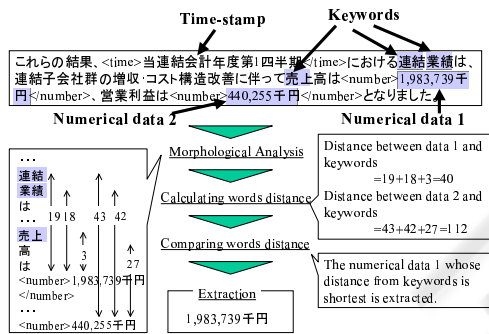 Time-stamp
Keywords
これらの結果、<time>当連結会計年度第1四半期</time>における連結業績は、
連結子会社群の増収・コスト構造改善に伴って売上高は<number>1,983,739千
円</number>、営業利益は<number>440,255千円</number>となりました。
Numerical data 2
Numerical data 1
Morphological Analysis
Calculating words distance
Comparing words distance
Extraction
1,983,739千円
…
連結
業績
は
…
売上
高
は
<number>1,983,739千円
</number>
…
<number>440,255千円
19 18 43 42
3
27
Distance between data 1 and
keywords
=19+18+3=40
Distance between data 2 and
keywords
=43+42+27=112
The numerical data 1 whose
distance from keywords is
shortest is extracted.